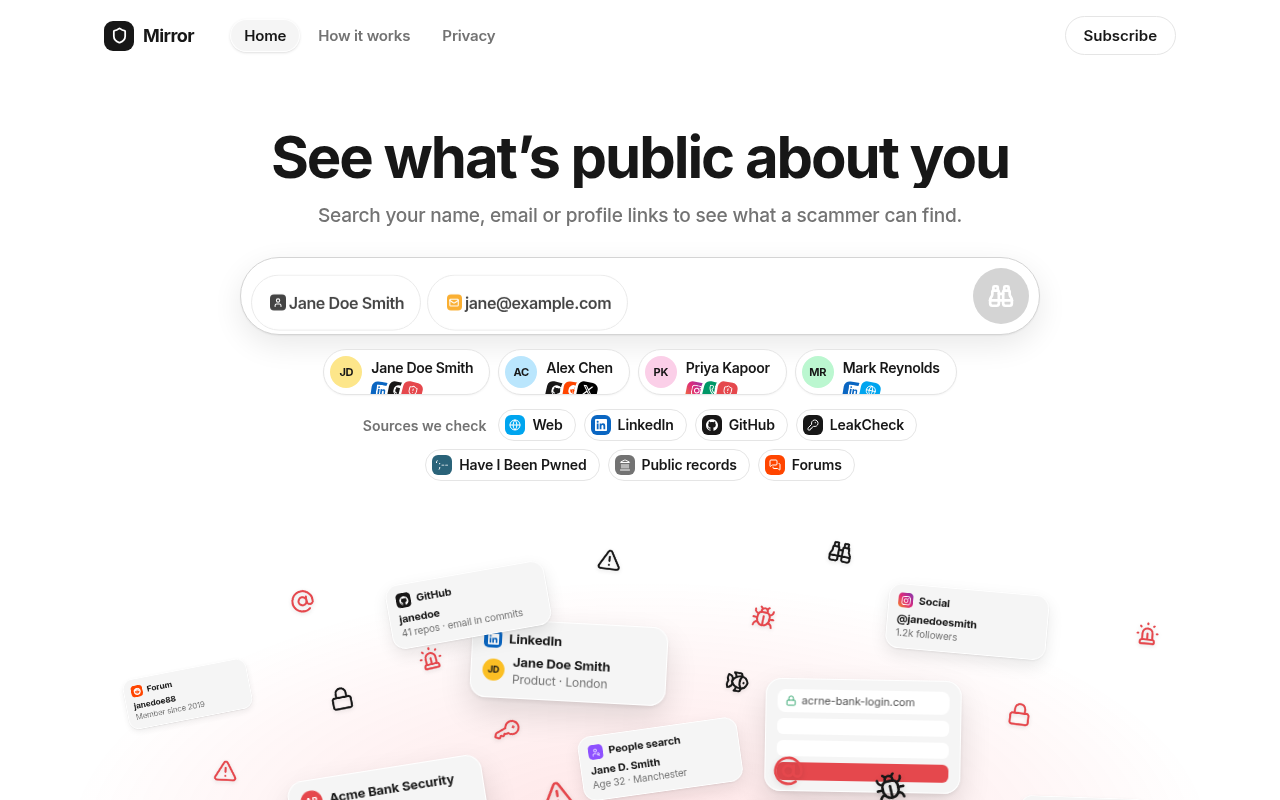 Mirror
Home
How it works
Privacy
Subscribe
See what's public about you
Search your name, email or profile links to see what a scammer can find.
Jane Doe Smith
jane@example.com
JD
Jane Doe Smith
AC
Alex Chen
PK
Priya Kapoor
MR
Mark Reynolds
Sources we check
Web
LinkedIn
GitHub
LeakCheck
Have I Been Pwned
Public records
Forums
GitHub
janedoe
41 repos · email in commits
Social
@janedoesmith
1.2k followers
LinkedIn
JD
Jane Doe Smith
Product · London
Forum
janedoe88
Member since 2019
acrne-bank-login.com
People search
Jane D. Smith
Age 32 · Manchester
Acme Bank Security